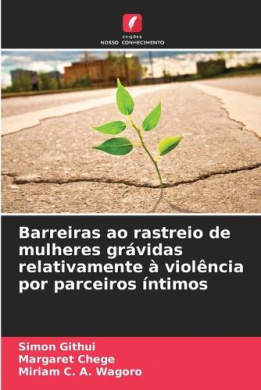 edições
NOSSO CONHECIMENTO
Barreiras ao rastreio de
mulheres grávidas
relativamente à violência
por parceiros íntimos
Simon Githui
Margaret Chege
Miriam C. A. Wagoro